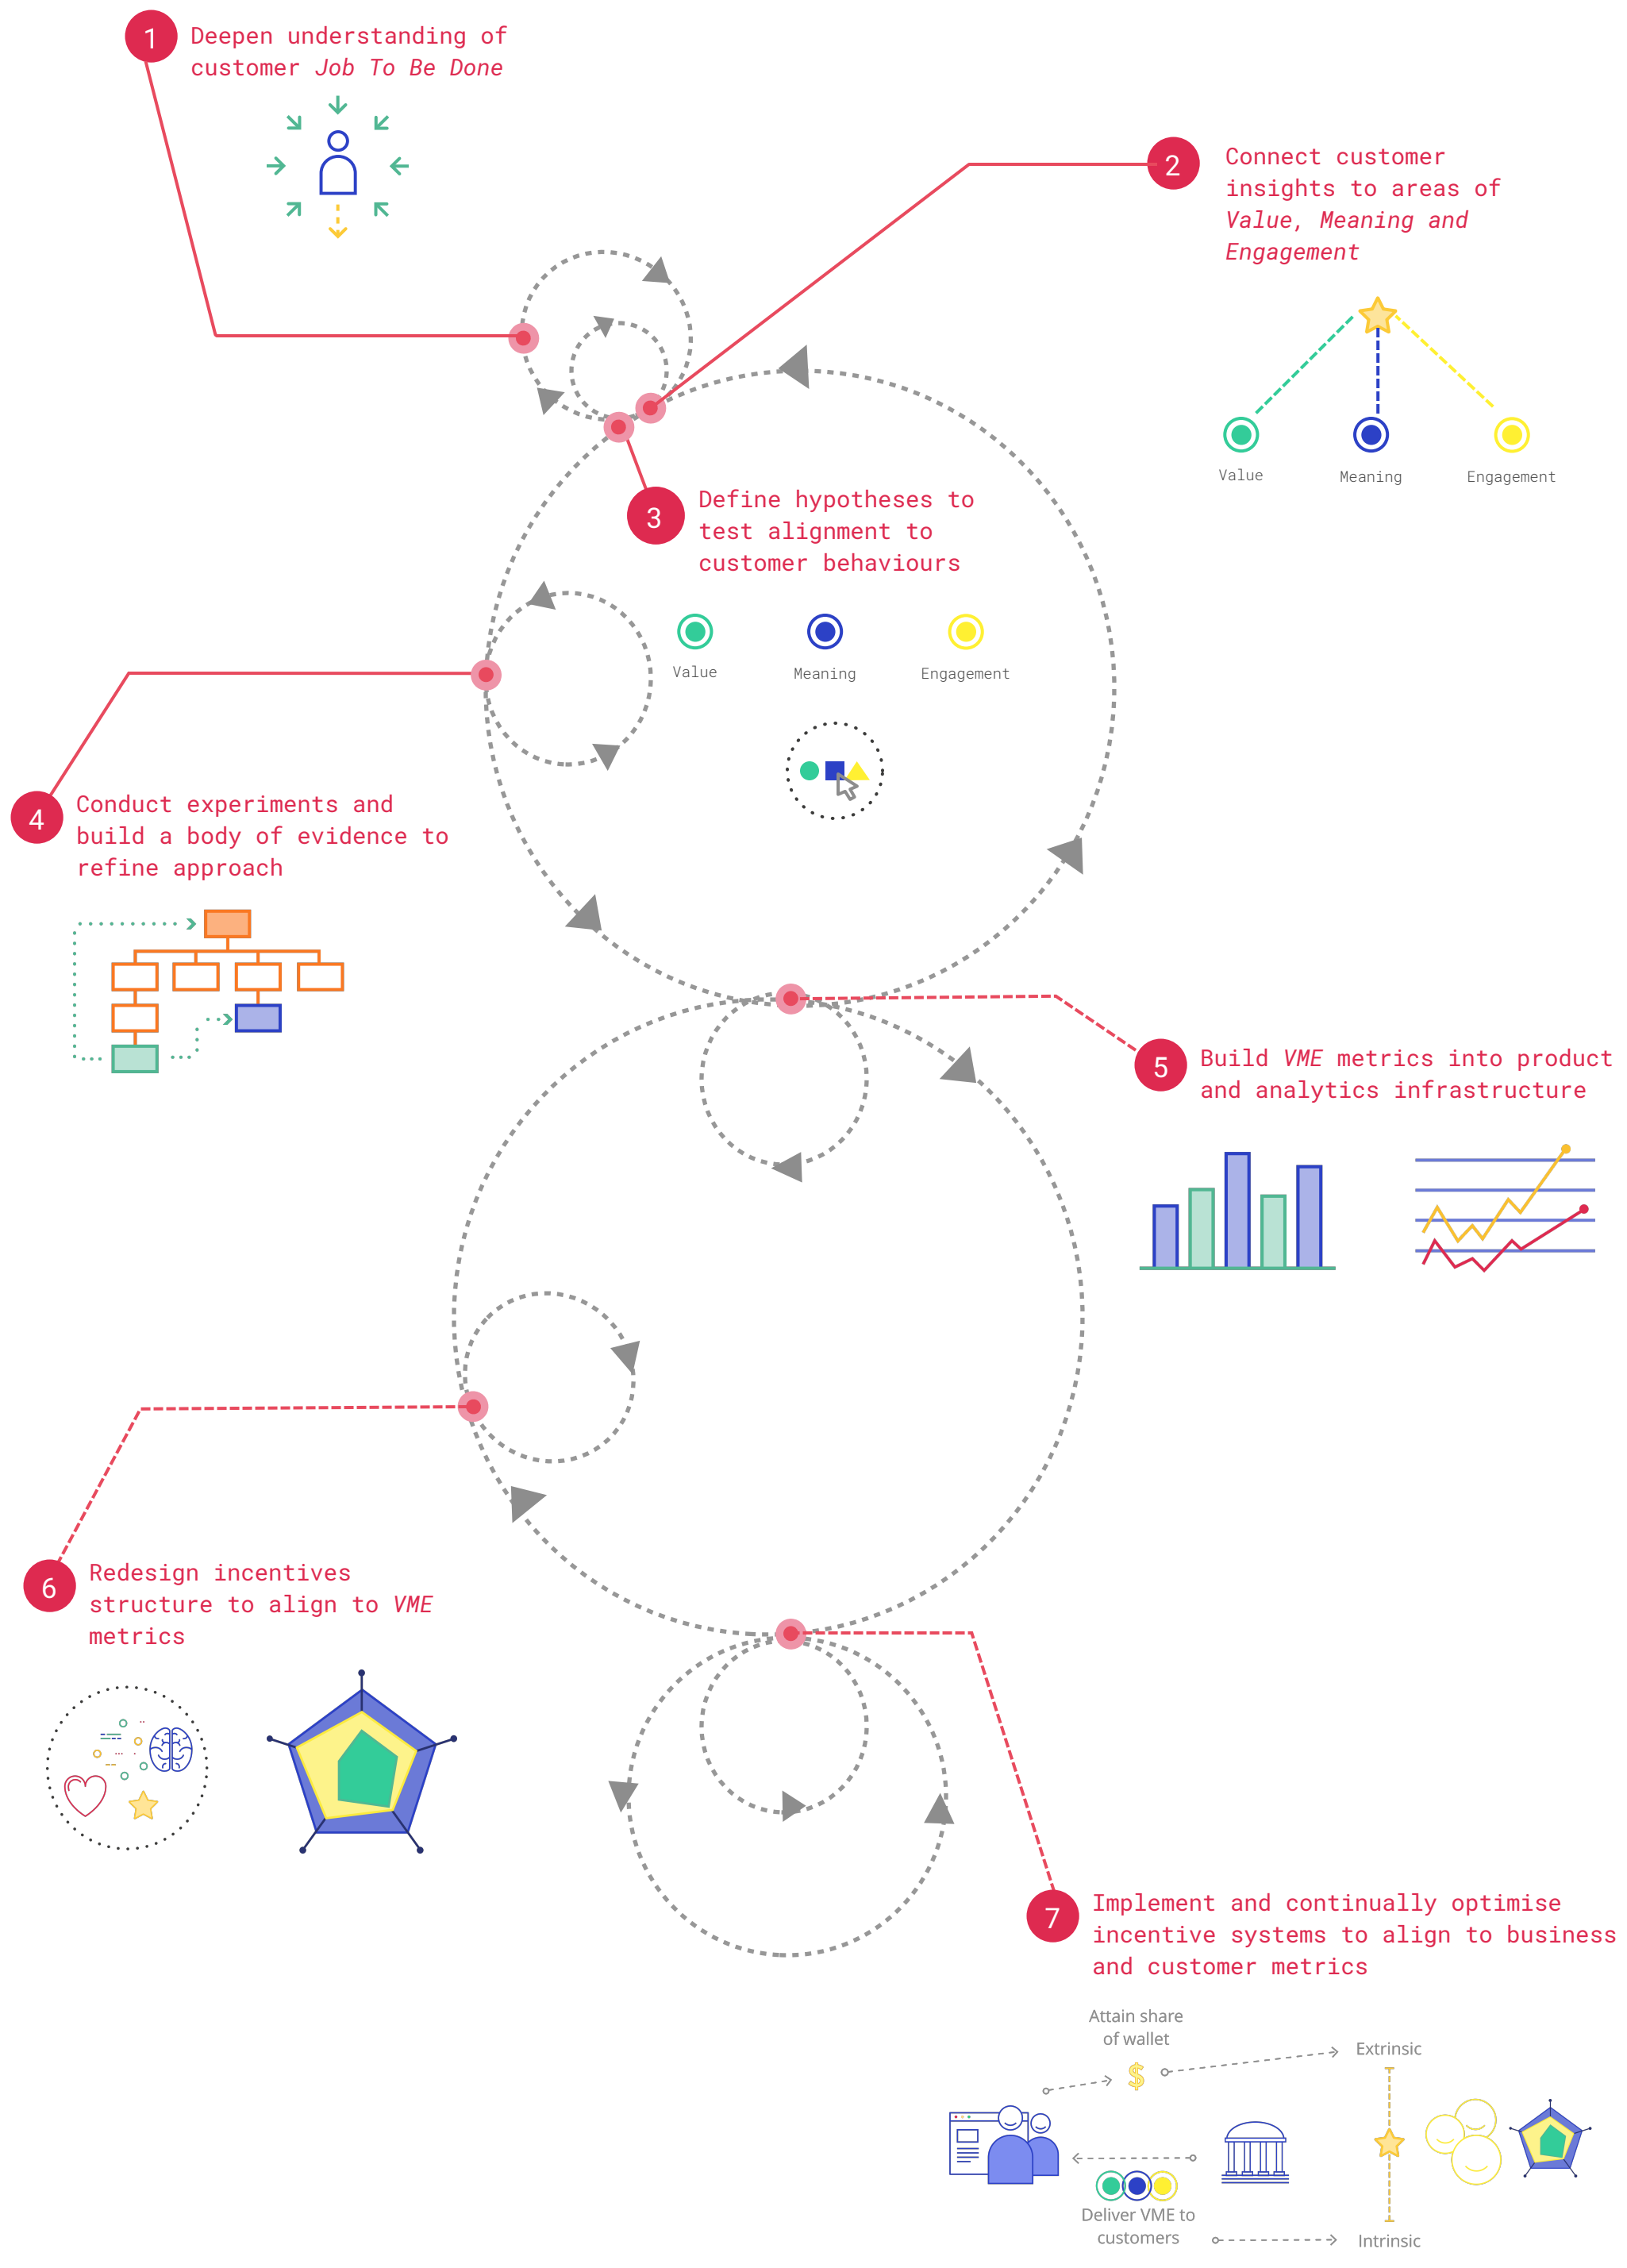 1
Deepen understanding of
customer Job To Be Done
2
Connect customer
insights to areas of
Value, Meaning and
Engagement
Value
Meaning
Engagement
3
Define hypotheses to
test alignment to
customer behaviours
Value
Meaning
Engagement
4
Conduct experiments and
build a body of evidence to
refine approach
5
Build VME metrics into product
and analytics infrastructure
6
Redesign incentives
structure to align to VME
metrics
7
Implement and continually optimise
incentive systems to align to business
and customer metrics
Attain share
of wallet
$
Extrinsic
Deliver VME to
customers
Intrinsic